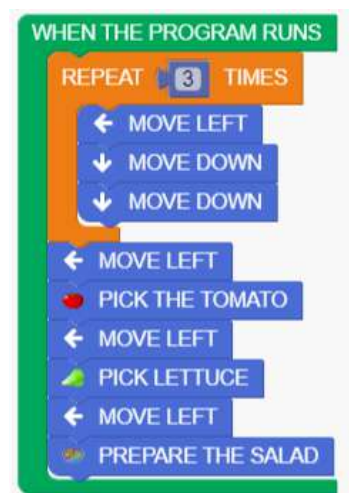 WHEN THE PROGRAM RUNS
REPEAT 3 TIMES
MOVE LEFT
MOVE DOWN
MOVE DOWN
MOVE LEFT
PICK THE TOMATO
MOVE LEFT
PICK LETTUCE
MOVE LEFT
PREPARE THE SALAD